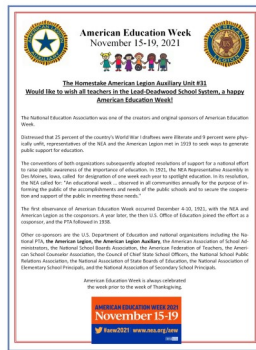 American Education Week
November 15-19, 2021
The Homestake American Legion Auxiliary Unit #31
Would like to wish all teachers in the Lead-Deadwood School System, a happy
American Education Week!
The National Education Association was one of the creators and original sponsors of American Education
Week.
Distressed that 25 percent of the country's World War I draftees were illiterate and 9 percent were phys-
ically unfit, representatives of the NEA and the American Legion met in 1919 to seek ways to generate
public support for education.
The conventions of both organizations subsequently adopted resolutions of support for a national effort
to raise public awareness of the importance of education. In 1921, the NEA Representative Assembly in
Des Moines, Iowa, called for designation of one week each year to spotlight education. In its resolution,
the NEA called for: "An educational week ... observed in all communities annually for the purpose of in-
forming the public of the accomplishments and needs of the public schools and to secure the coopera-
tion and support of the public in meeting those needs."
The first observance of American Education Week occurred December 4-10, 1921, with the NEA and
American Legion as the cosponsors. A year later, the then U.S. Office of Education joined the effort as a
cosponsor, and the PTA followed in 1938.
Other co-sponsors are the U.S. Department of Education and national organizations including the Na-
tional PTA, the American Legion, the American Legion Auxiliary, the American Association of School Ad-
ministrators, the National School Boards Association, the American Federation of Teachers, the Ameri-
can School Counselor Association, the Council of Chief State School Officers, the National School Public
Relations Association, the National Association of State Boards of Education, the National Association of
Elementary School Principals, and the National Association of Secondary School Principals.
American Education Week is always celebrated
the week prior to the week of Thanksgiving.
AMERICAN EDUCATION WEEK 2021
November 15-19
#aew2021 www.nea.org/aew